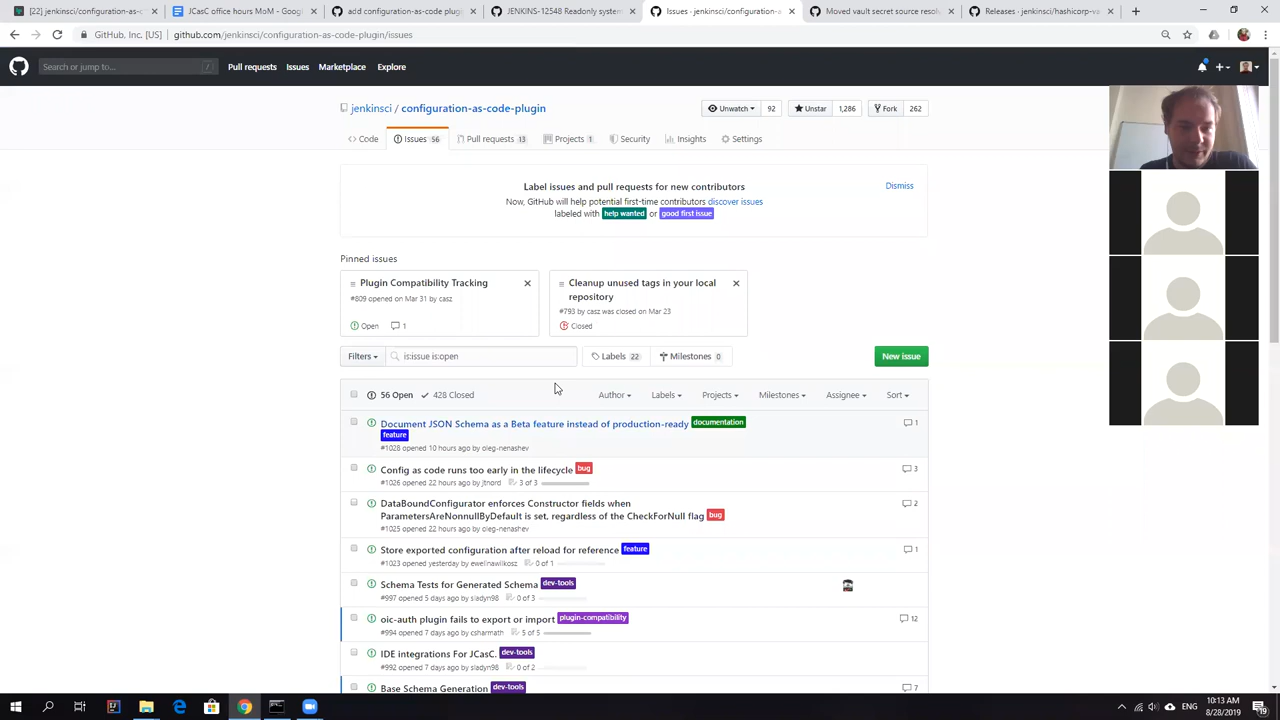 [22] jenkinsci/configuration-as-c
JCasC office hours MoM - Google
add configuration-as-code plugin
JENKINS-12548 Readonly system
Issues · jenkinsci/configuration-a
Moved vault secret source resolv
Releases · jenkinsci/hashicorp-va
GitHub, Inc. [US] | github.com/jenkinsci/configuration-as-code-plugin/issues
Search or jump to...
/
Pull requests
Issues
Marketplace
Explore
jenkinsci / configuration-as-code-plugin
Unwatch 92
Unstar 1,286
Fork 262
Code
Issues 56
Pull requests 13
Projects 1
Security
Insights
Settings
Label issues and pull requests for new contributors
Dismiss
Now, GitHub will help potential first-time contributors discover issues
labeled with help wanted or good first issue
Pinned issues
Plugin Compatibility Tracking
#809 opened on Mar 31 by casz
Open 1
Cleanup unused tags in your local
repository
#793 by casz was closed on Mar 23
Closed
Filters
is:issue is:open
Labels 22
Milestones 0
New issue
56 Open
428 Closed
Author
Labels
Projects
Milestones
Assignee
Sort
Document JSON Schema as a Beta feature instead of production-ready documentation
feature
#1028 opened 10 hours ago by oleg-nenashev
1
Config as code runs too early in the lifecycle bug
#1026 opened 22 hours ago by jtnord 3 of 3
3
DataBoundConfigurator enforces Constructor fields when
ParametersAreNonnullByDefault is set, regardless of the CheckForNull flag bug
#1025 opened 22 hours ago by oleg-nenashev
2
Store exported configuration after reload for reference feature
#1023 opened yesterday by ewelinawilkosz 0 of 1
1
Schema Tests for Generated Schema dev-tools
#997 opened 5 days ago by sladyn98 0 of 3
oic-auth plugin fails to export or import plugin-compatibility
#994 opened 7 days ago by csharmath 5 of 5
12
IDE integrations For JCasC. dev-tools
#992 opened 7 days ago by sladyn98 0 of 2
Base Schema Generation dev-tools
7
ENG
10:13 AM
8/28/2019
19